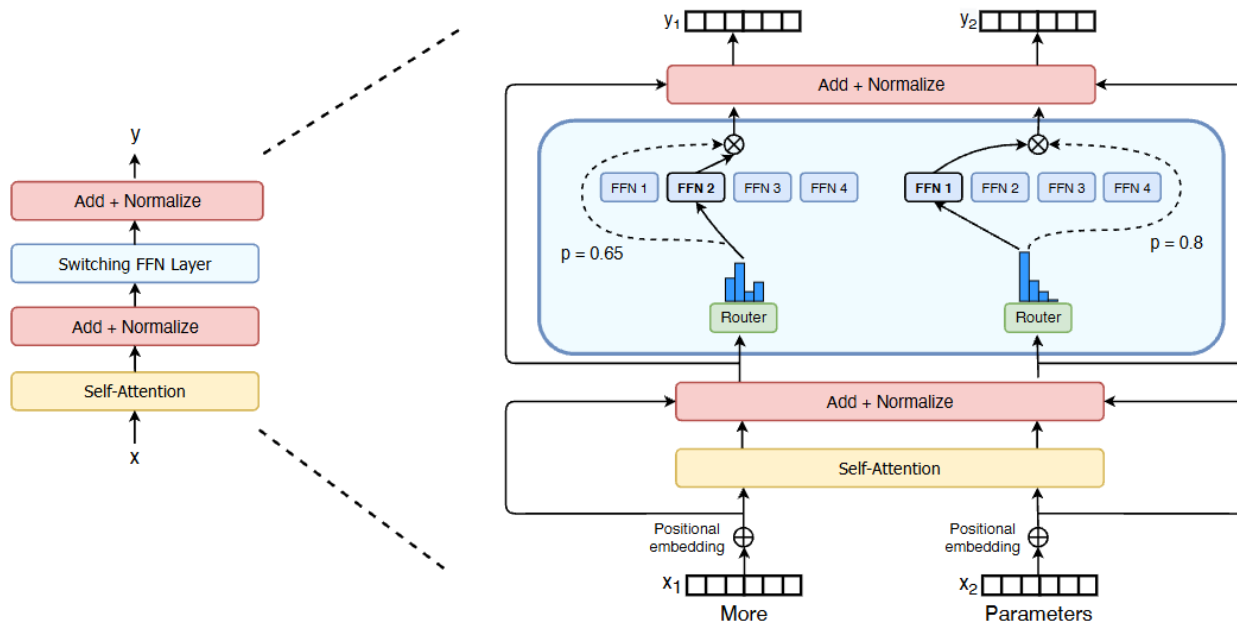 y
Add + Normalize
Switching FFN Layer
Add + Normalize
Self-Attention
x
y1
y2
Add + Normalize
FFN 1
FFN 2
FFN 3
FFN 4
FFN 1
FFN 2
FFN 3
FFN 4
p = 0.65
p = 0.8
Router
Router
Add + Normalize
Self-Attention
Positional
embedding
Positional
embedding
x1
x2
More
Parameters